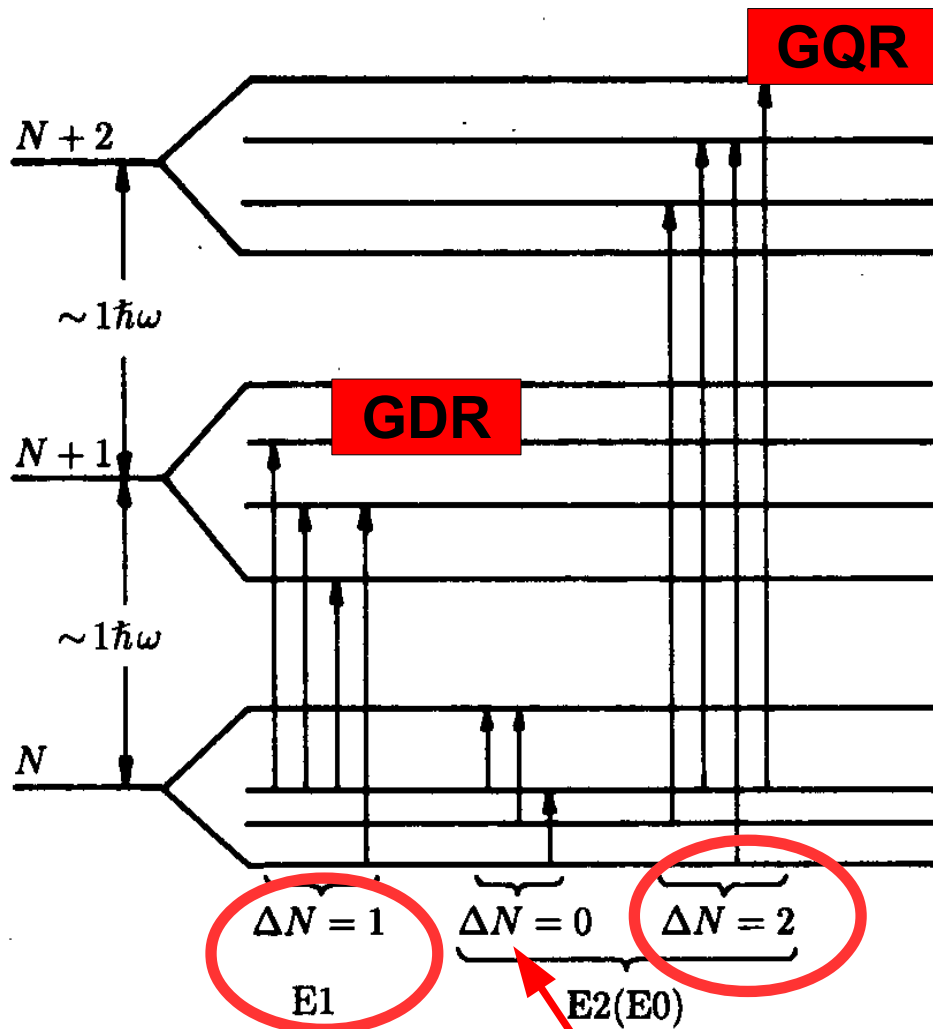 GQR
N + 2
∼ 1ℏω
GDR
N + 1
∼ 1ℏω
N
ΔN = 1 ΔN = 0 ΔN = 2
E1 E2(E0)